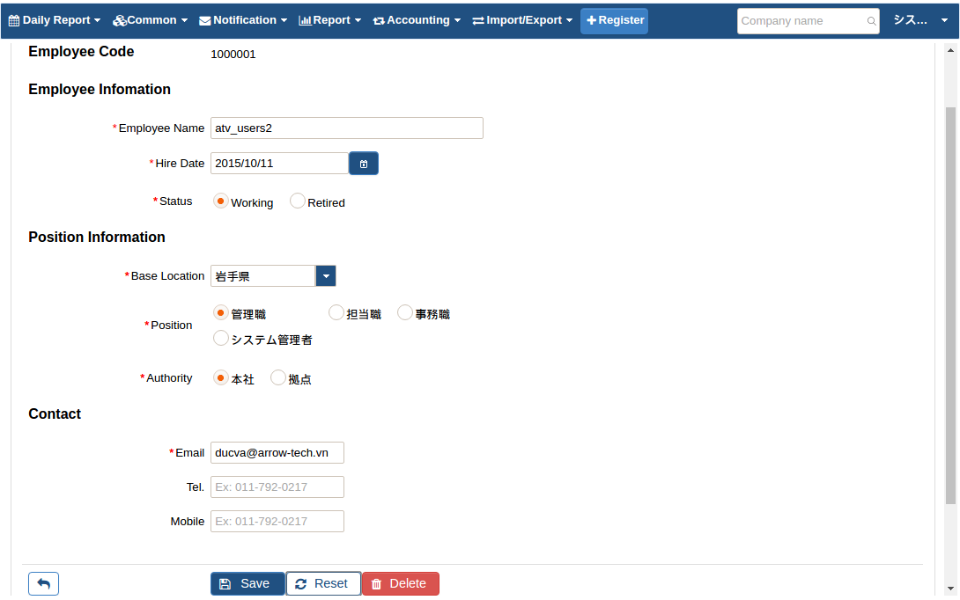 Daily Report Common Notification Report Accounting Import/Export Register Company name シス...
Employee Code 1000001
Employee Infomation
*Employee Name atv_users2
*Hire Date 2015/10/11
*Status Working Retired
Position Information
*Base Location 岩手県
*Position 管理職 担当職 事務職
システム管理者
*Authority 本社 拠点
Contact
*Email ducva@arrow-tech.vn
Tel. Ex: 011-792-0217
Mobile Ex: 011-792-0217
Save Reset Delete